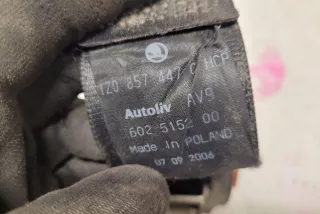 1Z0 857 447 C HCP
Autoliv AV9
602 5152 00
Made in POLAND
07 09 2006